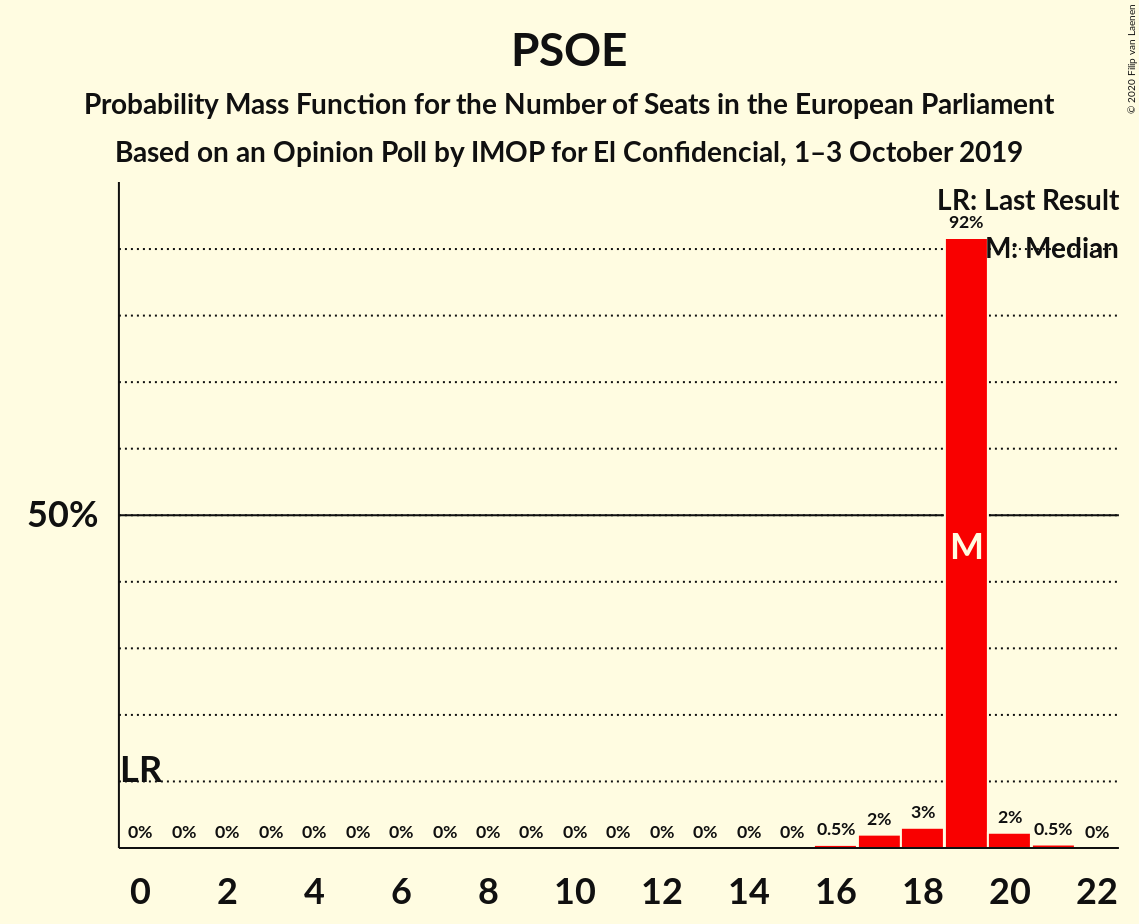 PSOE
Probability Mass Function for the Number of Seats in the European Parliament
Based on an Opinion Poll by IMOP for El Confidencial, 1–3 October 2019
© 2020 Filip van Laenen
LR: Last Result
92%
M: Median
50%
M
LR
0% 0% 0% 0% 0% 0% 0% 0% 0% 0% 0% 0% 0% 0% 0% 0% 0.5% 2% 3% 2% 0.5% 0%
0 2 4 6 8 10 12 14 16 18 20 22